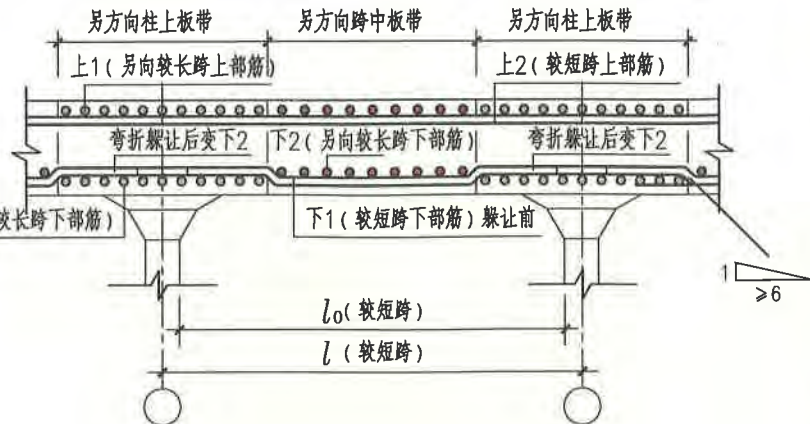 另方向柱上板带 另方向跨中板带 另方向柱上板带
上1(另向较长跨上部筋) 上2(较短跨上部筋)
弯折躲让后变下2 下2(另向较长跨下部筋) 弯折躲让后变下2
较长跨下部筋) 下1(较短跨下部筋)躲让前
1
≥6
l0(较短跨)
l(较短跨)